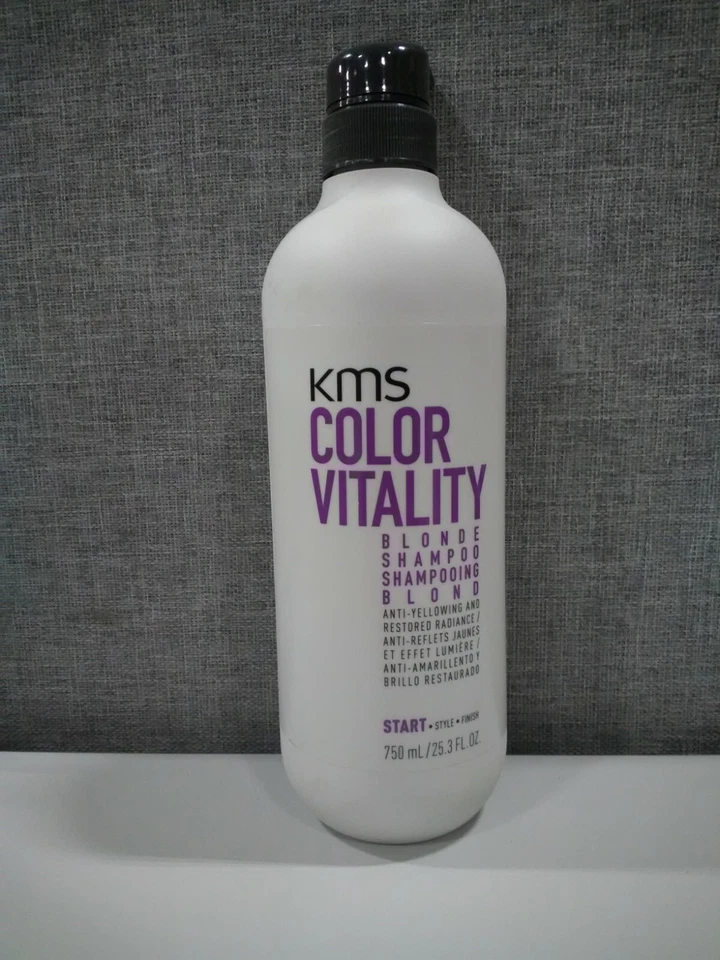 KMS
COLOR
VITALITY
BLONDE
SHAMPOO
SHAMPOOING
BLOND
ANTI-YELLOWING AND
RESTORED RADIANCE /
ANTI-REFLETS JAUNES
ET EFFET LUMIÈRE /
ANTI-AMARILLENTO Y
BRILLO RESTAURADO
START • STYLE • FINISH
750 mL/25.3 FL.OZ.